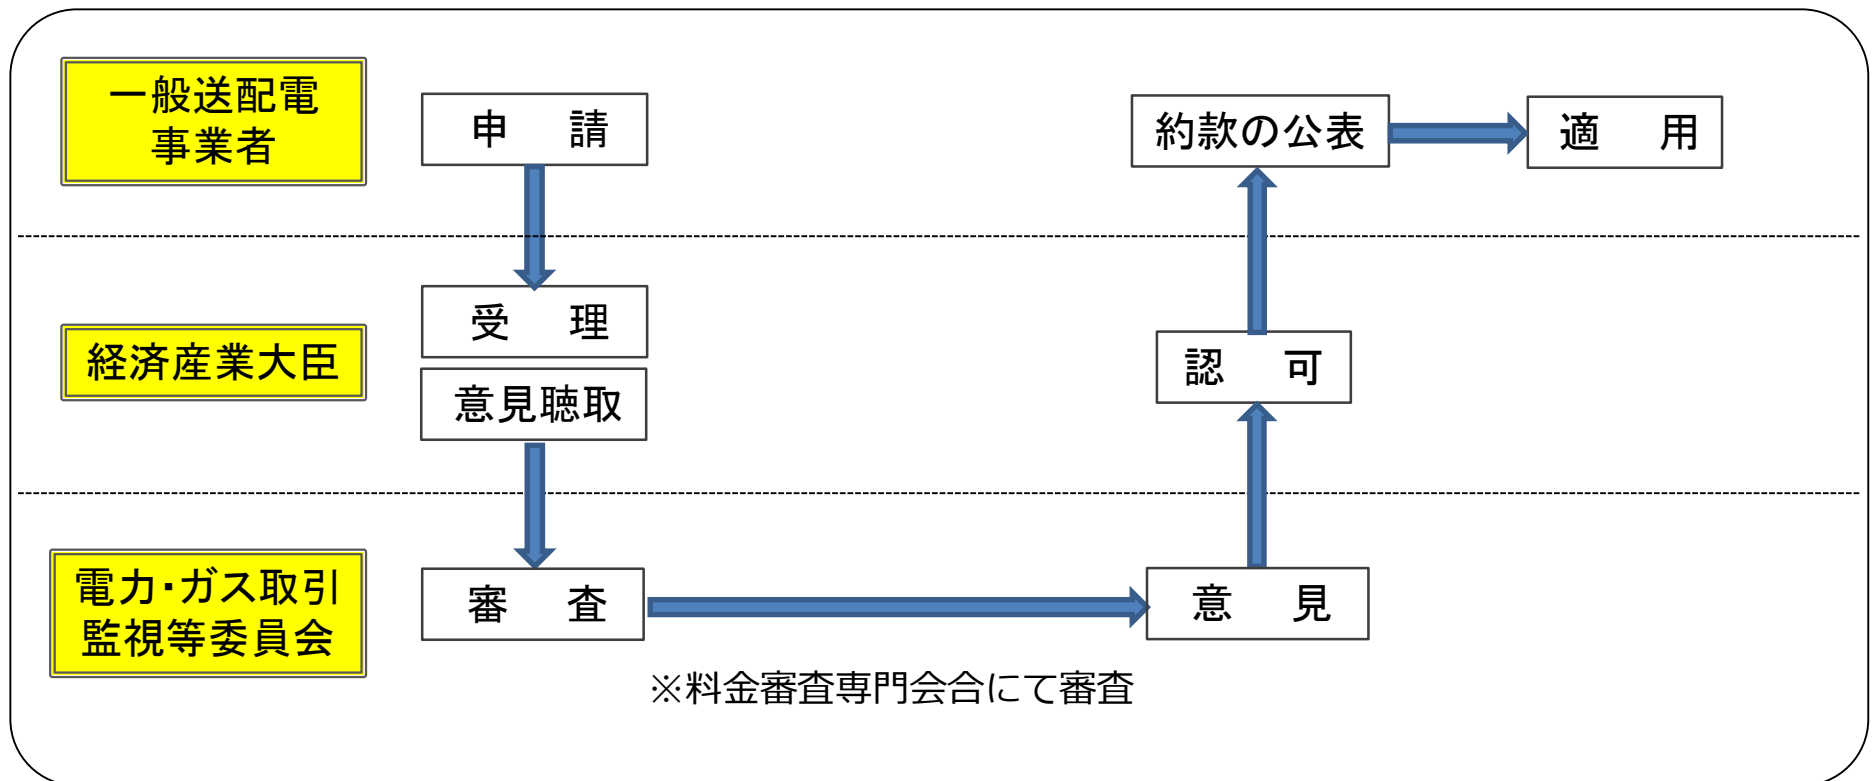 一般送配電
事業者
申　請
約款の公表
適　用
経済産業大臣
受　理
意見聴取
認　可
電力・ガス取引
監視等委員会
審　査
意　見
※料金審査専門会合にて審査